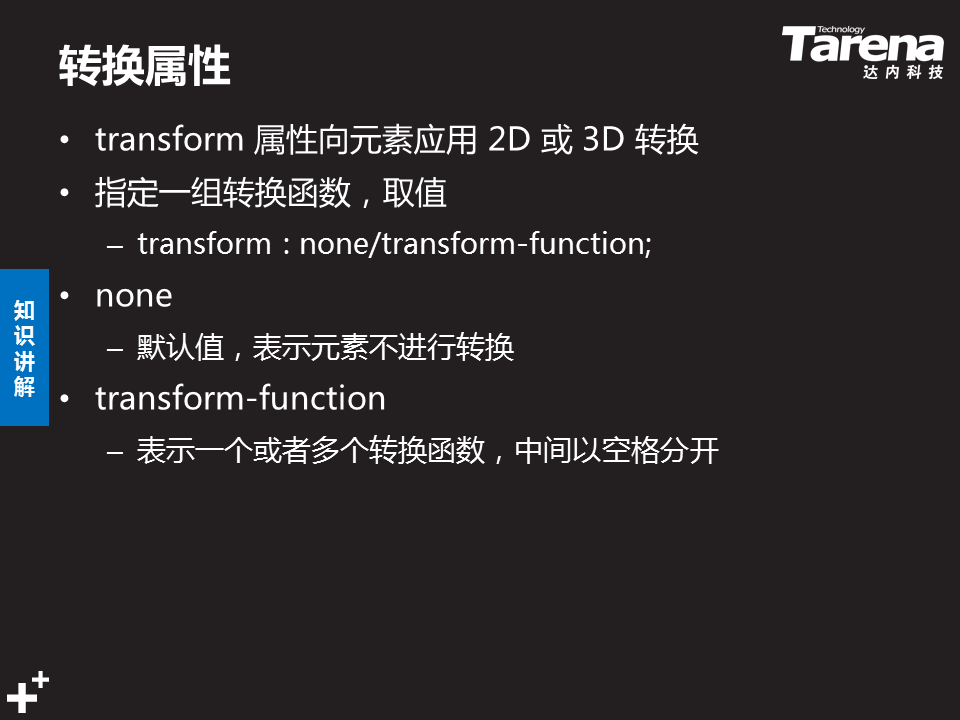 转换属性
Technology
Tarena
达内科技
• transform 属性向元素应用 2D 或 3D 转换
• 指定一组转换函数，取值
– transform：none/transform-function;
• none
– 默认值，表示元素不进行转换
• transform-function
– 表示一个或者多个转换函数，中间以空格分开
知识讲解